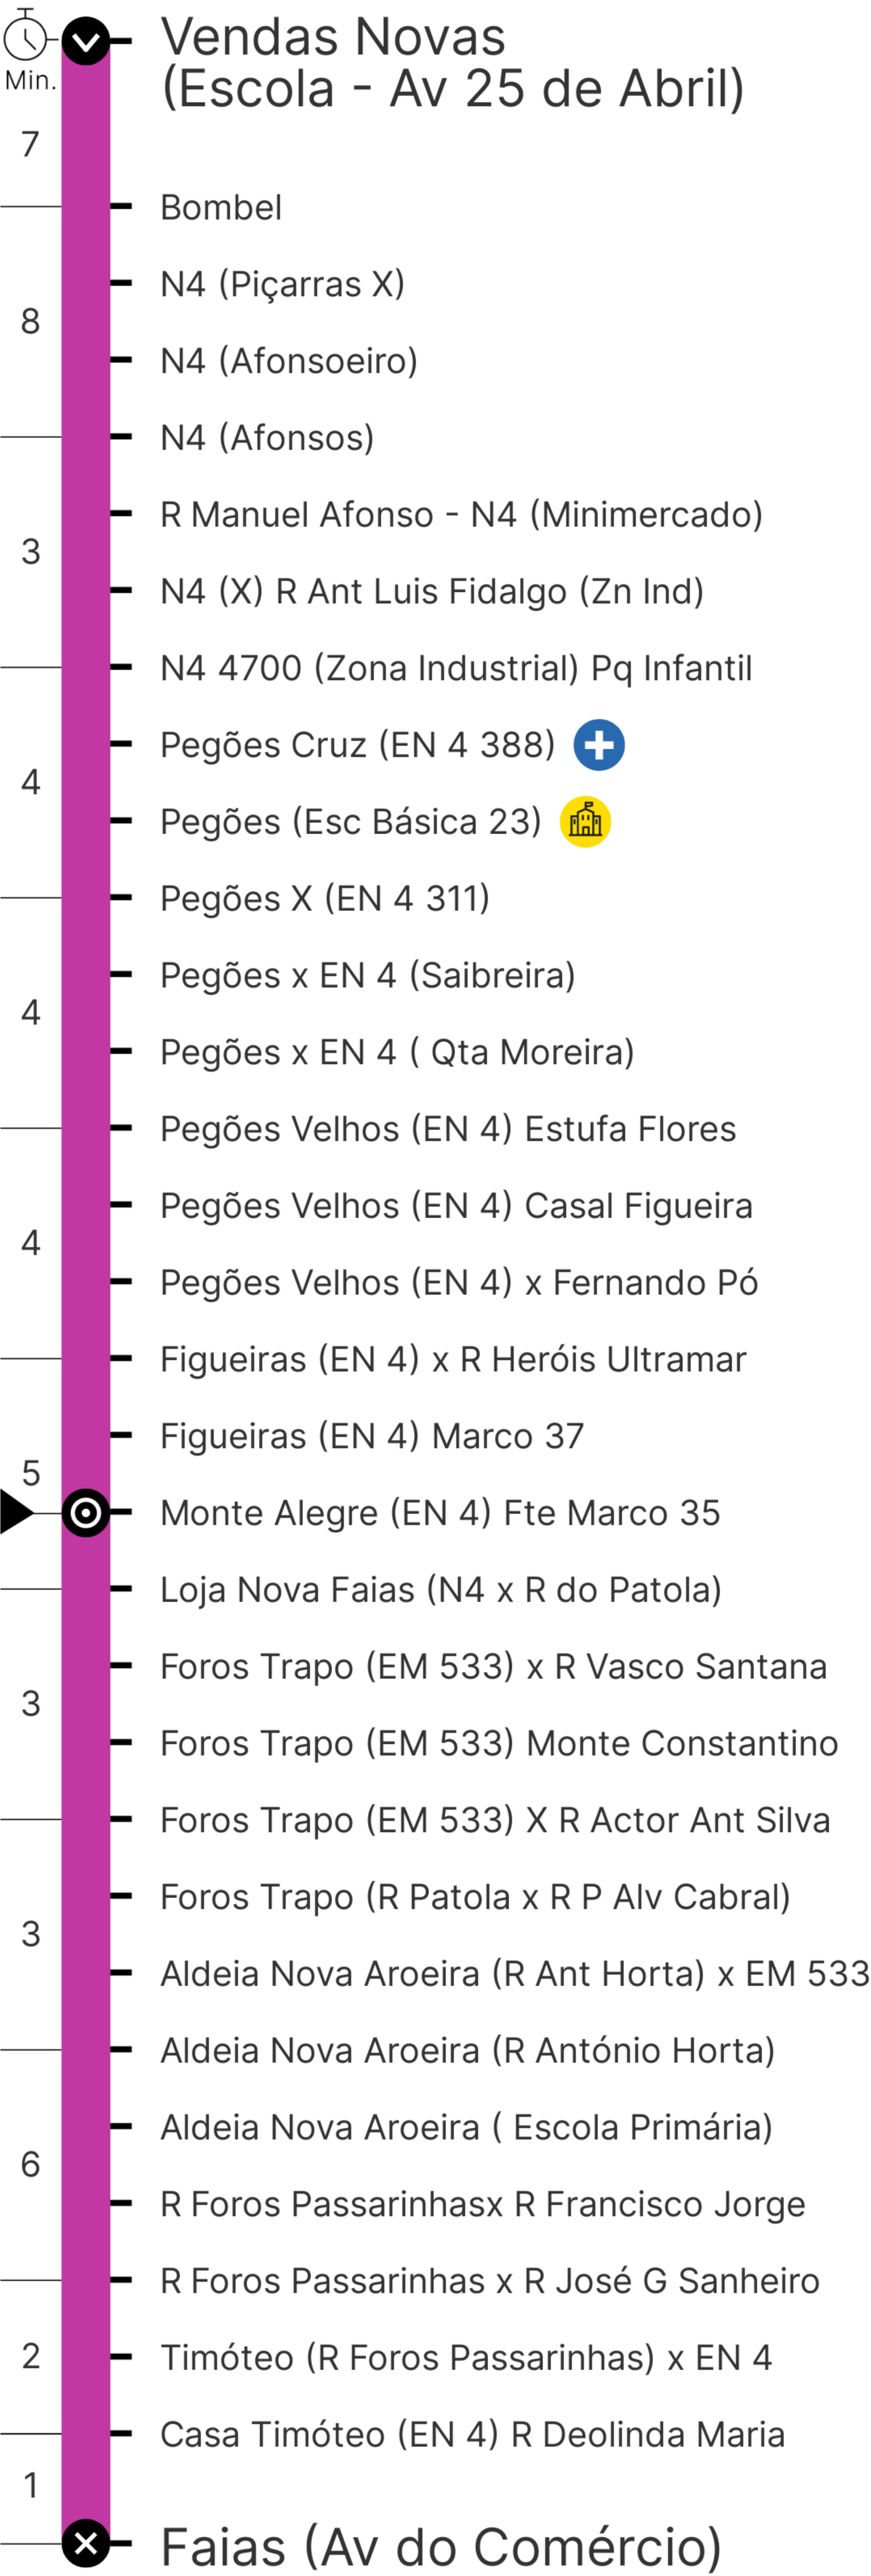 Min.
Vendas Novas
(Escola - Av 25 de Abril)
7
Bombel
N4 (Piçarras X)
8
N4 (Afonsoeiro)
N4 (Afonsos)
R Manuel Afonso - N4 (Minimercado)
3
N4 (X) R Ant Luis Fidalgo (Zn Ind)
N4 4700 (Zona Industrial) Pq Infantil
Pegões Cruz (EN 4 388)
4
Pegões (Esc Básica 23)
Pegões X (EN 4 311)
Pegões x EN 4 (Saibreira)
4
Pegões x EN 4 ( Qta Moreira)
Pegões Velhos (EN 4) Estufa Flores
Pegões Velhos (EN 4) Casal Figueira
4
Pegões Velhos (EN 4) x Fernando Pó
Figueiras (EN 4) x R Heróis Ultramar
Figueiras (EN 4) Marco 37
5
Monte Alegre (EN 4) Fte Marco 35
Loja Nova Faias (N4 x R do Patola)
Foros Trapo (EM 533) x R Vasco Santana
3
Foros Trapo (EM 533) Monte Constantino
Foros Trapo (EM 533) X R Actor Ant Silva
Foros Trapo (R Patola x R P Alv Cabral)
3
Aldeia Nova Aroeira (R Ant Horta) x EM 533
Aldeia Nova Aroeira (R António Horta)
Aldeia Nova Aroeira ( Escola Primária)
6
R Foros Passarinhasx R Francisco Jorge
R Foros Passarinhas x R José G Sanheiro
2
Timóteo (R Foros Passarinhas) x EN 4
Casa Timóteo (EN 4) R Deolinda Maria
1
Faias (Av do Comércio)